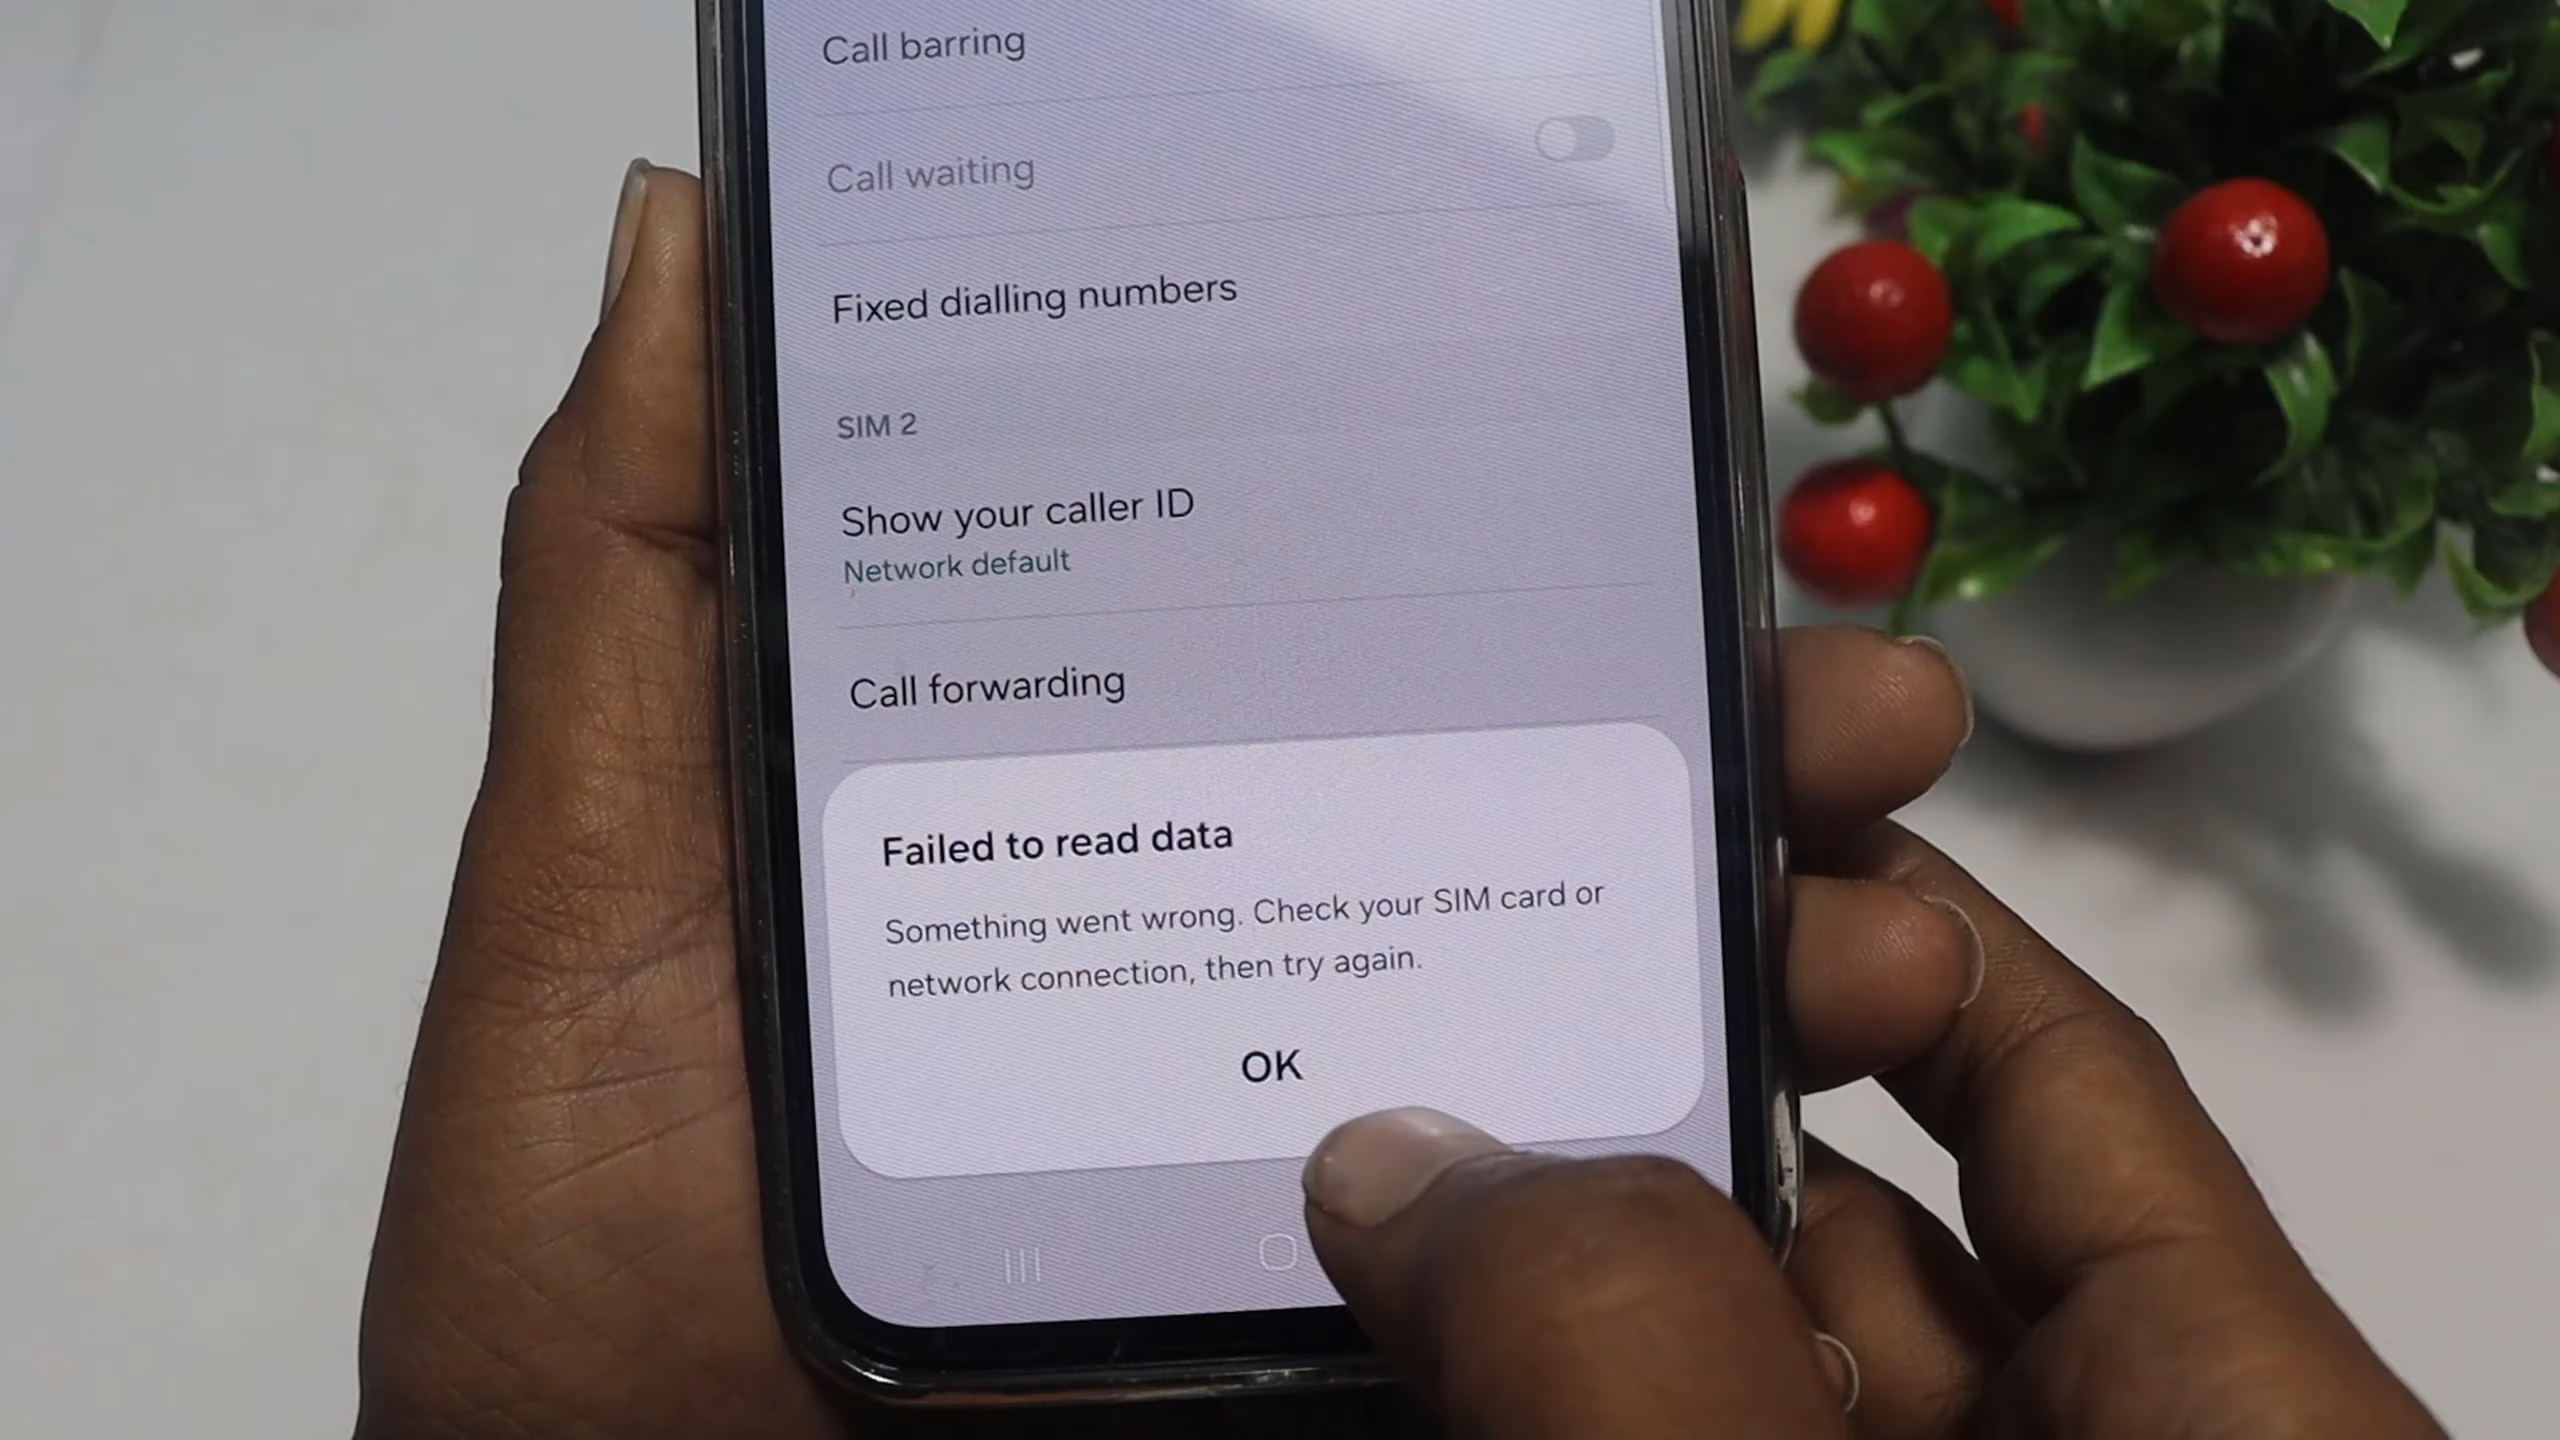 Call barring
Call waiting
Fixed dialling numbers
SIM 2
Show your caller ID
Network default
Call forwarding
Failed to read data
Something went wrong. Check your SIM card or
network connection, then try again.
OK